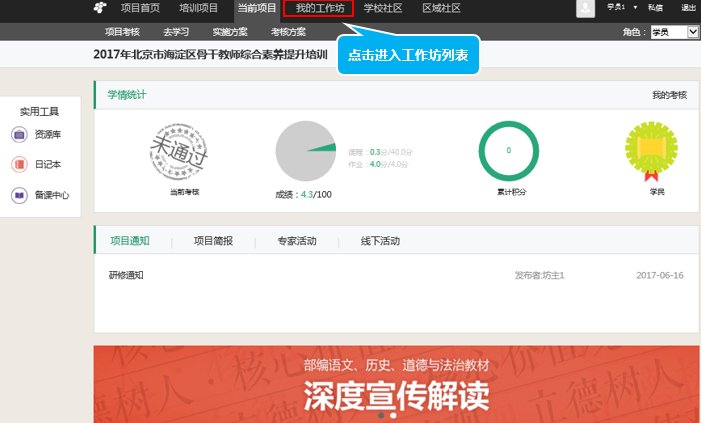 项目首页 培训项目 当前项目 我的工作坊 学校社区 区域社区 学员1 私信 退出
项目考核 去学习 实施方案 考核方案 角色： 学员
点击进入工作坊列表
2017年北京市海淀区骨干教师综合素养提升培训
学情统计 我的考核
实用工具
资源库
日记本
备课中心
未通过
当前考核
课程：0.3分/40.0分
作业：4.0分/4.0分
成绩：4.3/100
0
累计积分
学民
项目通知 项目简报 专家活动 线下活动
研修通知 发布者:坊主1 2017-06-16
部编语文、历史、道德与法治教材
深度宣传解读